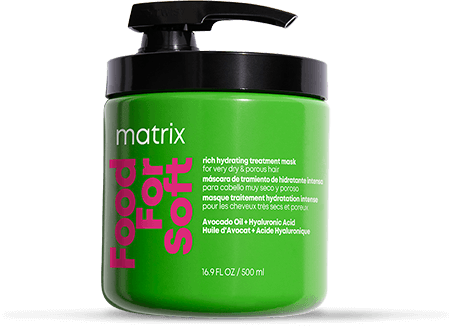 matrix
Food For Soft
rich hydrating treatment mask
for very dry & porous hair
máscara de tramiento de hidratante intensa
para cabello muy seco y poroso
masque traitement hydratation intense
pour les cheveux très secs et poreux
Avocado Oil + Hyaluronic Acid
Huile d'Avocat + Acide Hyaluronique
16.9 FL OZ / 500 ml